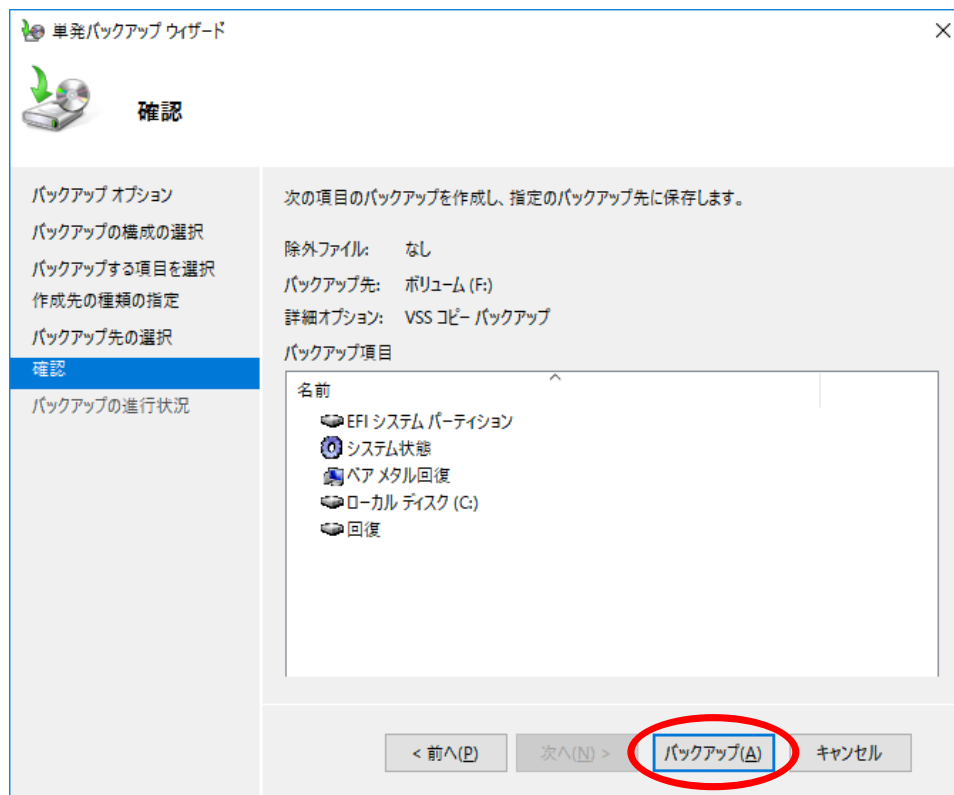 単発バックアップ ウィザード
確認
バックアップ オプション
バックアップの構成の選択
バックアップする項目を選択
作成先の種類の指定
バックアップ先の選択
確認
バックアップの進行状況
次の項目のバックアップを作成し、指定のバックアップ先に保存します。
除外ファイル: なし
バックアップ先: ボリューム (F:)
詳細オプション: VSS コピー バックアップ
バックアップ項目
名前
EFI システム パーティション
システム状態
ベア メタル回復
ローカル ディスク (C:)
回復
< 前へ(P) 次へ(N) > バックアップ(A) キャンセル